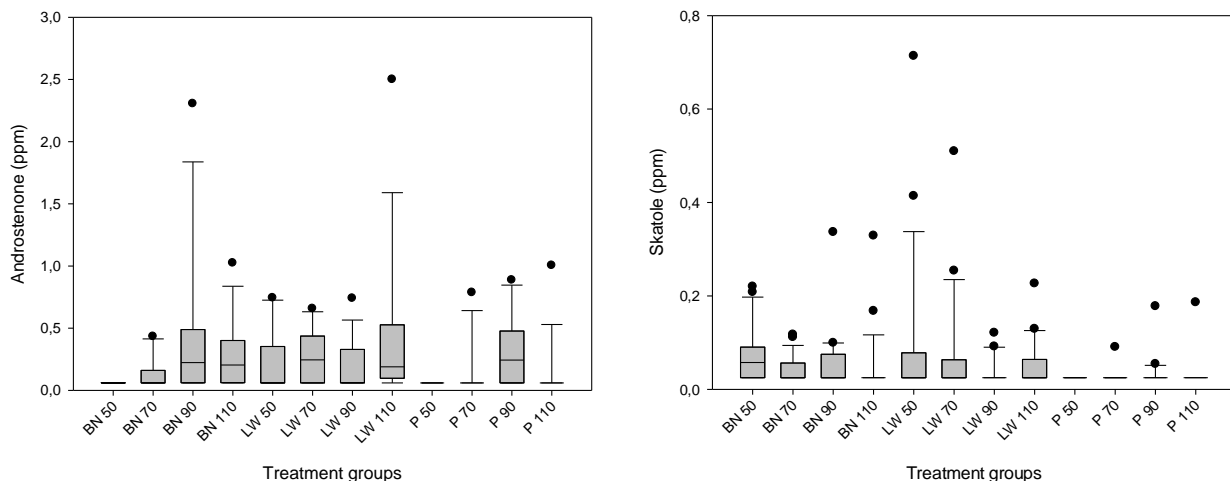 Androstenone (ppm)
3,0
2,5
2,0
1,5
1,0
0,5
0,0
BN 50
BN 70
BN 90
BN 110
LW 50
LW 70
LW 90
LW 110
P 50
P 70
P 90
P 110
Treatment groups
Skatole (ppm)
0,8
0,6
0,4
0,2
0,0
BN 50
BN 70
BN 90
BN 110
LW 50
LW 70
LW 90
LW 110
P 50
P 70
P 90
P 110
Treatment groups